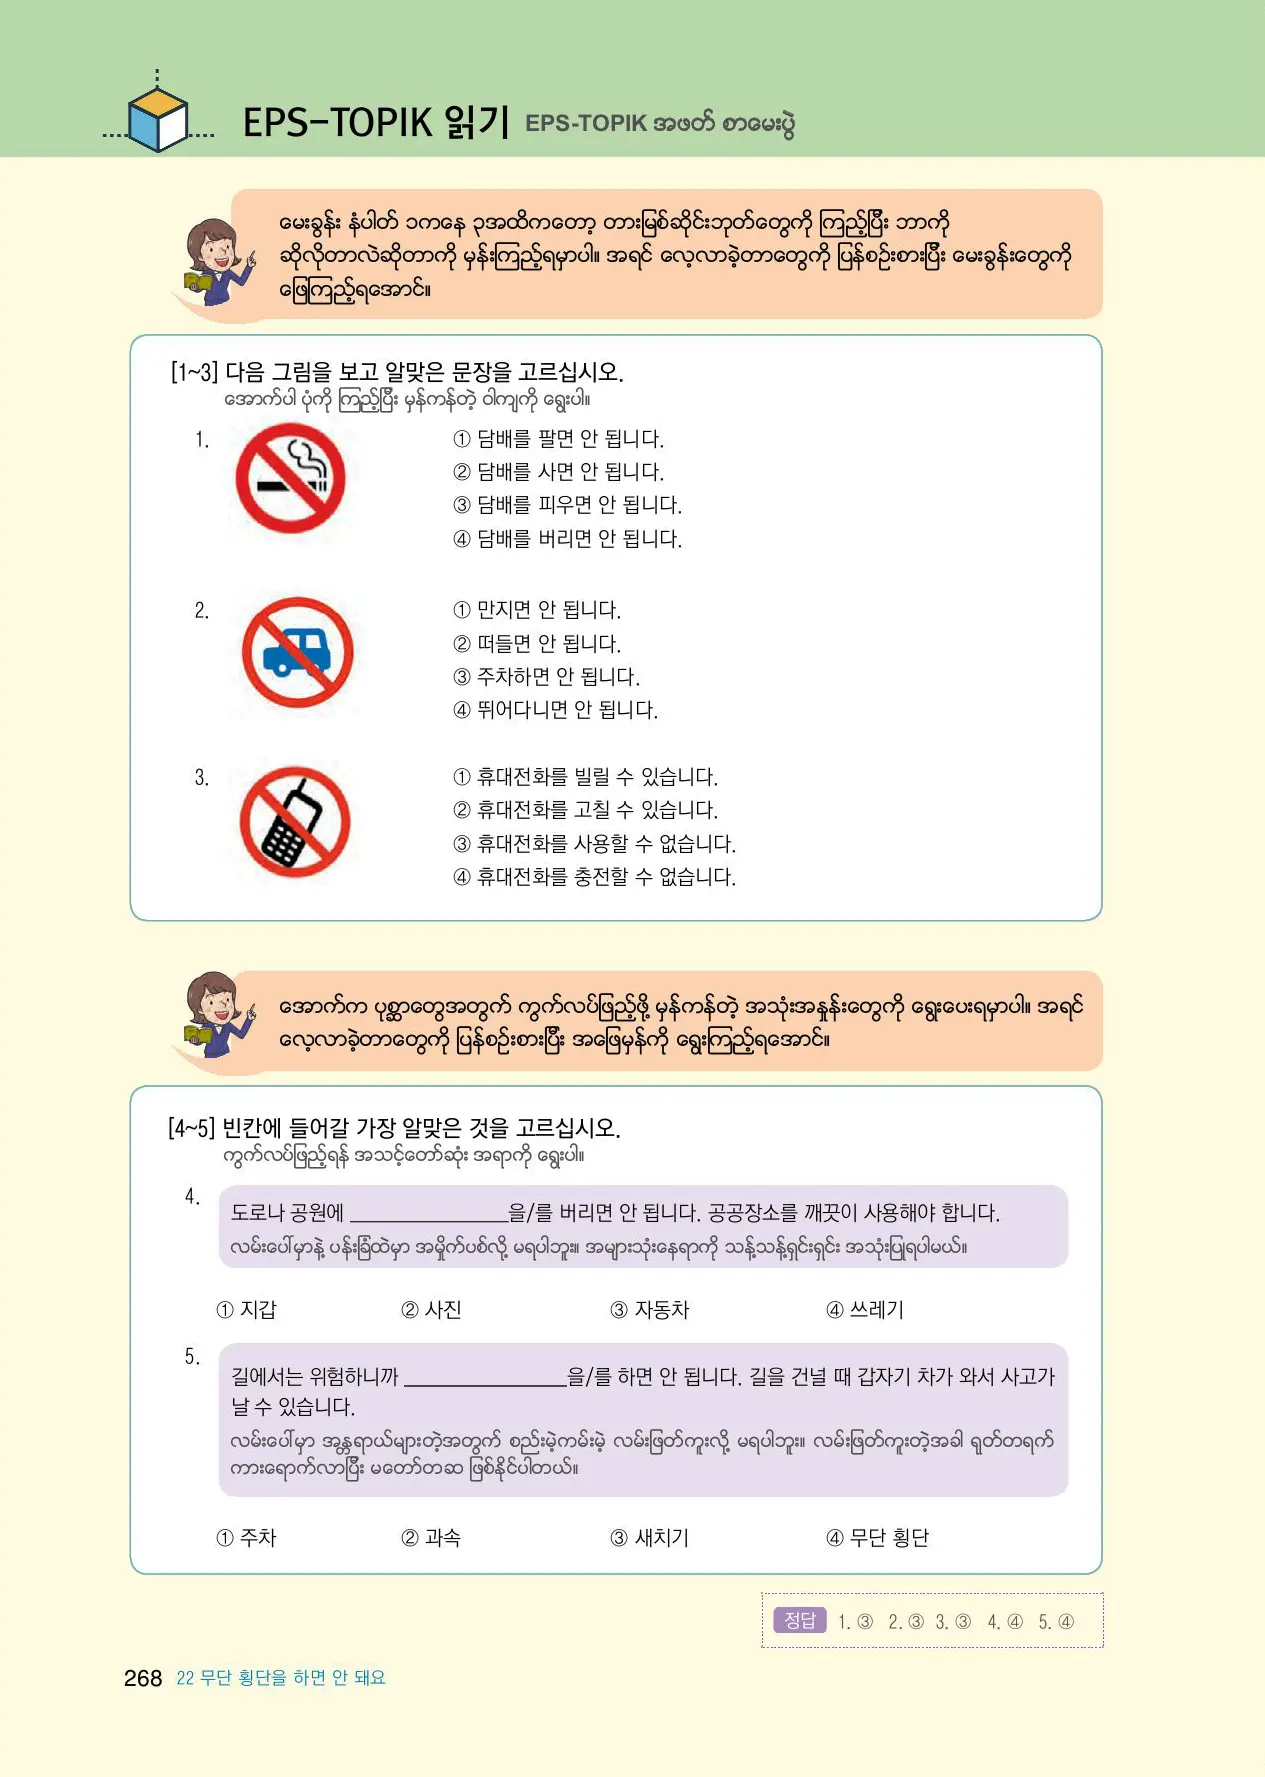 EPS-TOPIK 읽기 EPS-TOPIK အဖတ် စာမေးပွဲ
မေးခွန်း နံပါတ် ၁ကနေ ၃အထိကတော့ တားမြစ်ဆိုင်းဘုတ်တွေကို ကြည့်ပြီး ဘာကို
ဆိုလိုတာလဲဆိုတာကို မှန်းကြည့်ရမှာပါ။ အရင် လေ့လာခဲ့တာတွေကို ပြန်စဉ်းစားပြီး မေးခွန်းတွေကို
ဖြေကြည့်ရအောင်။
[1~3] 다음 그림을 보고 알맞은 문장을 고르십시오.
အောက်ပါ ပုံကို ကြည့်ပြီး မှန်ကန်တဲ့ ဝါကျကို ရွေးပါ။
1.
① 담배를 팔면 안 됩니다.
② 담배를 사면 안 됩니다.
③ 담배를 피우면 안 됩니다.
④ 담배를 버리면 안 됩니다.
2.
① 만지면 안 됩니다.
② 떠들면 안 됩니다.
③ 주차하면 안 됩니다.
④ 뛰어다니면 안 됩니다.
3.
① 휴대전화를 빌릴 수 있습니다.
② 휴대전화를 고칠 수 있습니다.
③ 휴대전화를 사용할 수 없습니다.
④ 휴대전화를 충전할 수 없습니다.
အောက်က ပုစ္ဆာတွေအတွက် ကွက်လပ်ဖြည့်ဖို့ မှန်ကန်တဲ့ အသုံးအနှုန်းတွေကို ရွေးပေးရမှာပါ။ အရင်
လေ့လာခဲ့တာတွေကို ပြန်စဉ်းစားပြီး အဖြေမှန်ကို ရွေးကြည့်ရအောင်။
[4~5] 빈칸에 들어갈 가장 알맞은 것을 고르십시오.
ကွက်လပ်ဖြည့်ရန် အသင့်တော်ဆုံး အရာကို ရွေးပါ။
4.
도로나 공원에 ______________을/를 버리면 안 됩니다. 공공장소를 깨끗이 사용해야 합니다.
လမ်းပေါ်မှာနဲ့ ပန်းခြံထဲမှာ အမှိုက်ပစ်လို့ မရပါဘူး။ အများသုံးနေရာကို သန့်သန့်ရှင်းရှင်း အသုံးပြုရပါမယ်။
① 지갑 ② 사진 ③ 자동차 ④ 쓰레기
5.
길에서는 위험하니까 ______________을/를 하면 안 됩니다. 길을 건널 때 갑자기 차가 와서 사고가
날 수 있습니다.
လမ်းပေါ်မှာ အန္တရာယ်များတဲ့အတွက် စည်းမဲ့ကမ်းမဲ့ လမ်းဖြတ်ကူးလို့ မရပါဘူး။ လမ်းဖြတ်ကူးတဲ့အခါ ရုတ်တရက်
ကားရောက်လာပြီး မတော်တဆ ဖြစ်နိုင်ပါတယ်။
① 주차 ② 과속 ③ 새치기 ④ 무단 횡단
정답 1. ③ 2. ③ 3. ③ 4. ④ 5. ④
268 22 무단 횡단을 하면 안 돼요